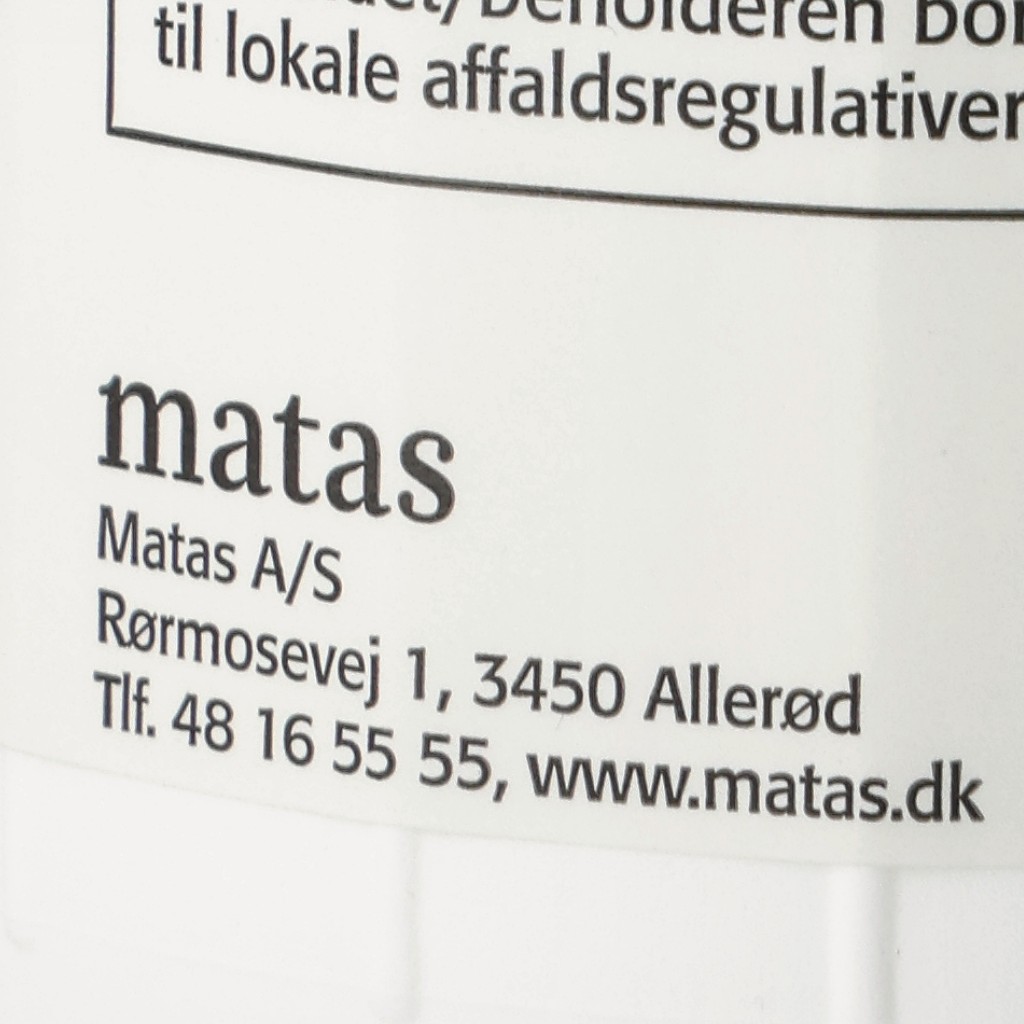 til lokale affaldsregulativer
matas
Matas A/S
Rørmosevej 1, 3450 Allerød
Tlf. 48 16 55 55, www.matas.dk